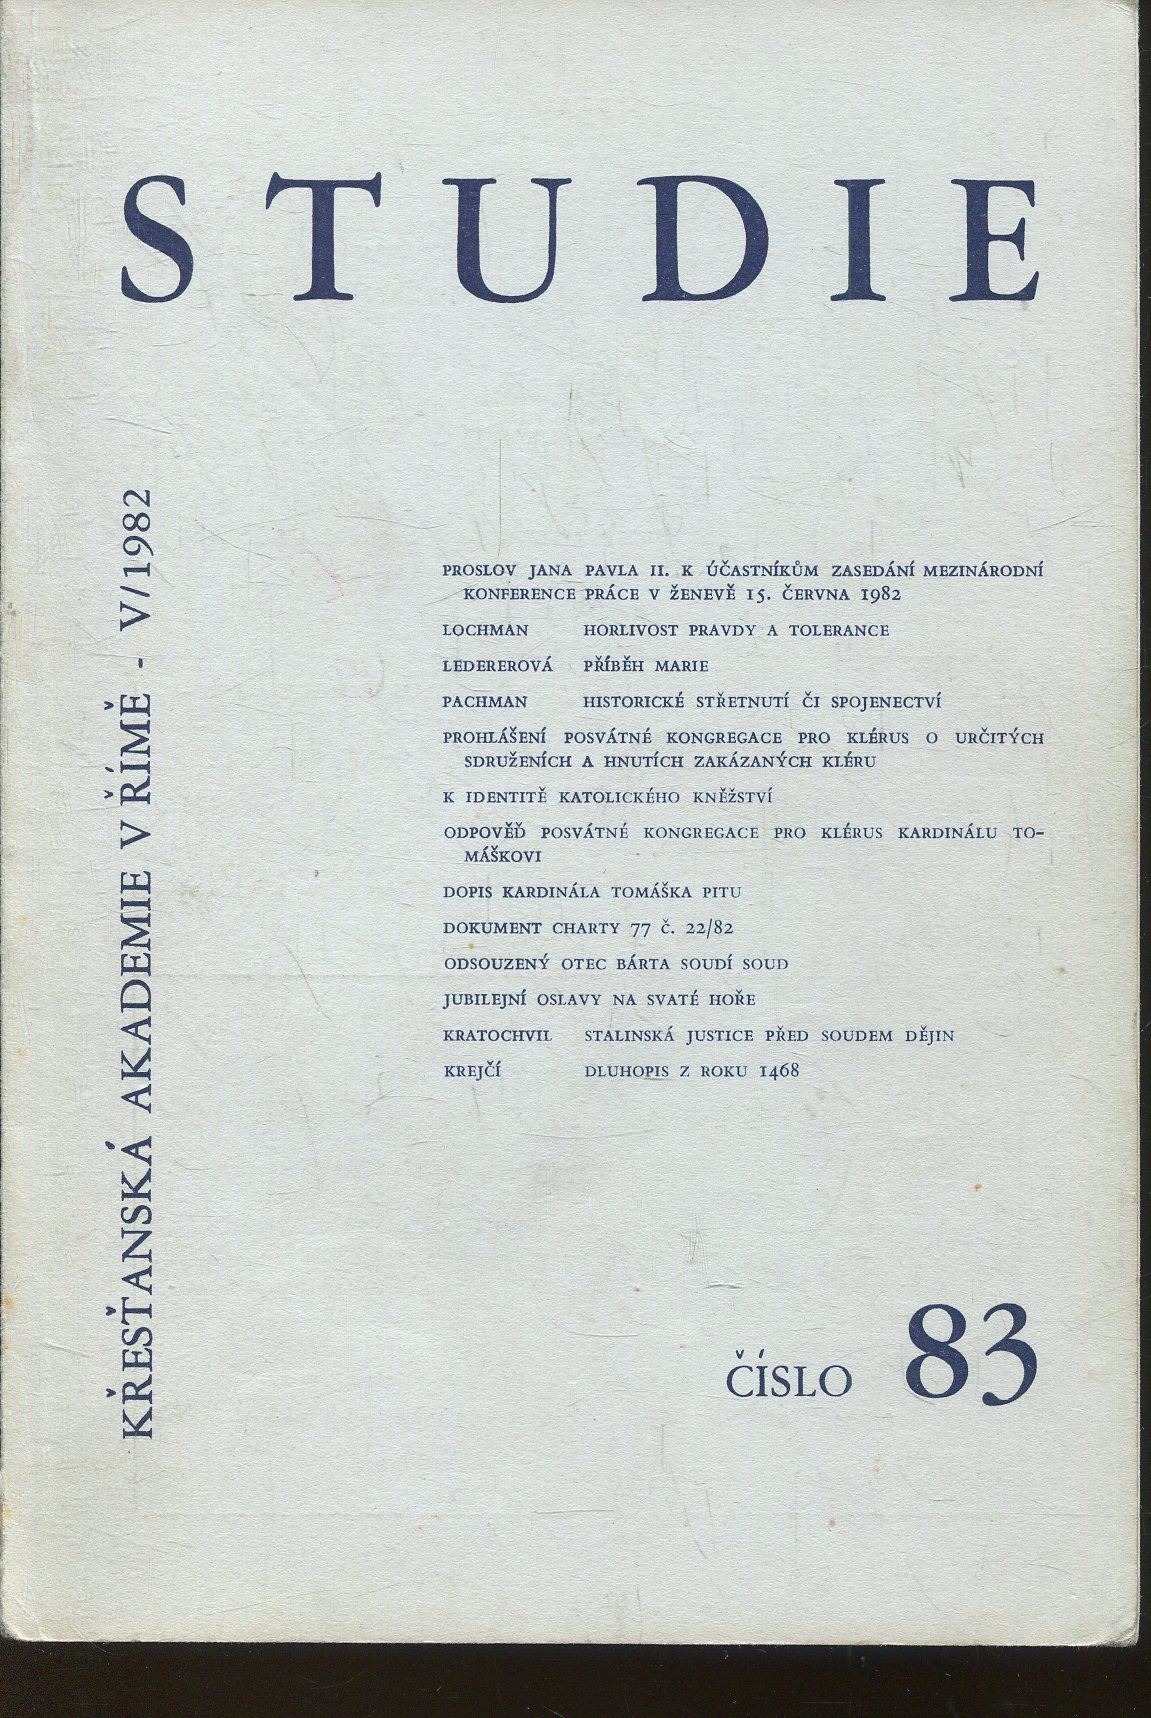 STUDIE
KŘESŤANSKÁ AKADEMIE V ŘÍMĚ - V/1982
PROSLOV JANA PAVLA II. K ÚČASTNÍKŮM ZASEDÁNÍ MEZINÁRODNÍ
KONFERENCE PRÁCE V ŽENEVĚ 15. ČERVNA 1982
LOCHMAN HORLIVOST PRAVDY A TOLERANCE
LEDEREROVÁ PŘÍBĚH MARIE
PACHMAN HISTORICKÉ STŘETNUTÍ ČI SPOJENECTVÍ
PROHLÁŠENÍ POSVÁTNÉ KONGREGACE PRO KLÉRUS O URČITÝCH
SDRUŽENÍCH A HNUTÍCH ZAKÁZANÝCH KLÉRU
K IDENTITĚ KATOLICKÉHO KNĚŽSTVÍ
ODPOVĚĎ POSVÁTNÉ KONGREGACE PRO KLÉRUS KARDINÁLU TO-
MÁŠKOVI
DOPIS KARDINÁLA TOMÁŠKA PITU
DOKUMENT CHARTY 77 Č. 22/82
ODSOUZENÝ OTEC BÁRTA SOUDÍ SOUD
JUBILEJNÍ OSLAVY NA SVATÉ HOŘE
KRATOCHVIL STALINSKÁ JUSTICE PŘED SOUDEM DĚJIN
KREJČÍ DLUHOPIS Z ROKU 1468
ČÍSLO 83